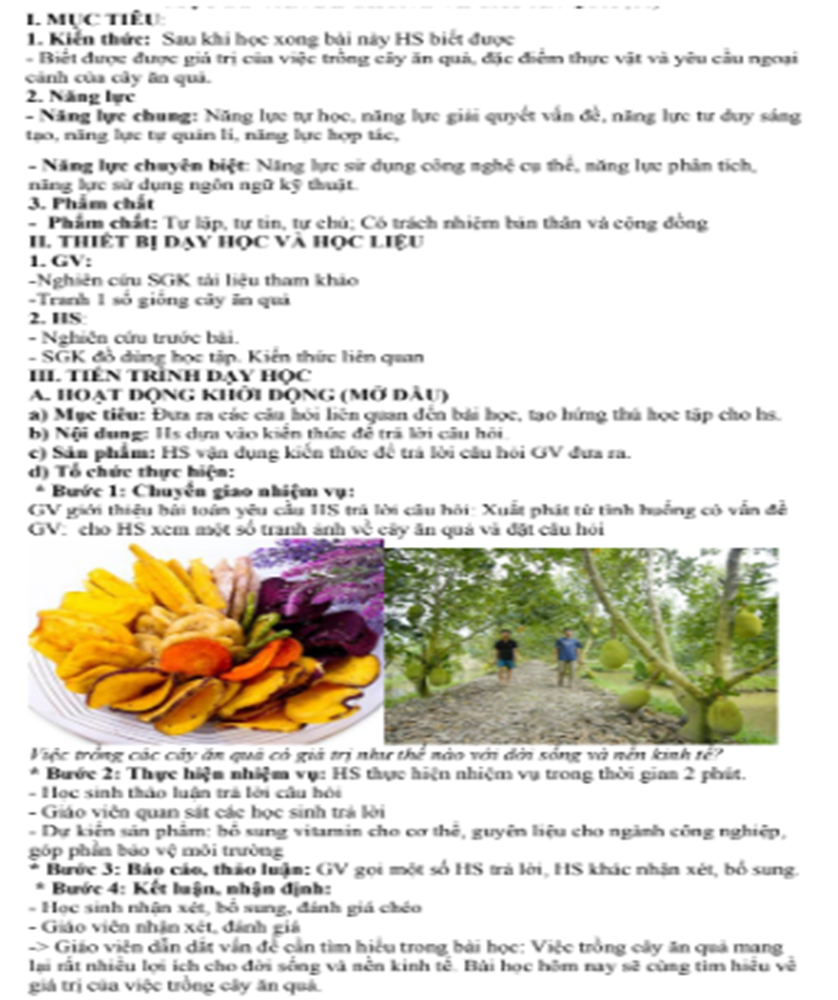 I. MỤC TIÊU:
1. Kiến thức: Sau khi học xong bài này HS biết được
- Biết được được giá trị của việc trồng cây ăn quả, đặc điểm thực vật và yêu cầu ngoại
cảnh của cây ăn quả.
2. Năng lực
- Năng lực chung: Năng lực tự học, năng lực giải quyết vấn đề, năng lực tư duy sáng
tạo, năng lực tự quản lí, năng lực hợp tác,
- Năng lực chuyên biệt: Năng lực sử dụng công nghệ cụ thể, năng lực phân tích,
năng lực sử dụng ngôn ngữ kỹ thuật.
3. Phẩm chất
- Phẩm chất: Tự lập, tự tin, tự chủ; Có trách nhiệm bản thân và cộng đồng
II. THIẾT BỊ DẠY HỌC VÀ HỌC LIỆU
1. GV:
-Nghiên cứu SGK tài liệu tham khảo
-Tranh 1 số giống cây ăn quả
2. HS:
- Nghiên cứu trước bài.
- SGK đồ dùng học tập. Kiến thức liên quan
III. TIẾN TRÌNH DẠY HỌC
A. HOẠT ĐỘNG KHỞI ĐỘNG (MỞ ĐẦU)
a) Mục tiêu: Đưa ra các câu hỏi liên quan đến bài học, tạo hứng thú học tập cho hs.
b) Nội dung: Hs dựa vào kiến thức để trả lời câu hỏi.
c) Sản phẩm: HS vận dụng kiến thức để trả lời câu hỏi GV đưa ra.
d) Tổ chức thực hiện:
* Bước 1: Chuyển giao nhiệm vụ:
GV giới thiệu bài toán yêu cầu HS trả lời câu hỏi: Xuất phát từ tình huống có vấn đề
GV: cho HS xem một số tranh ảnh về cây ăn quả và đặt câu hỏi
Việc trồng các cây ăn quả có giá trị như thế nào với đời sống và nền kinh tế?
* Bước 2: Thực hiện nhiệm vụ: HS thực hiện nhiệm vụ trong thời gian 2 phút.
- Học sinh thảo luận trả lời câu hỏi
- Giáo viên quan sát các học sinh trả lời
- Dự kiến sản phẩm: bổ sung vitamin cho cơ thể, guyên liệu cho ngành công nghiệp,
góp phần bảo vệ môi trường
* Bước 3: Báo cáo, thảo luận: GV gọi một số HS trả lời, HS khác nhận xét, bổ sung.
* Bước 4: Kết luận, nhận định:
- Học sinh nhận xét, bổ sung, đánh giá chéo
- Giáo viên nhận xét, đánh giá
-> Giáo viên dẫn dắt vấn đề cần tìm hiểu trong bài học: Việc trồng cây ăn quả mang
lại rất nhiều lợi ích cho đời sống và nền kinh tế. Bài học hôm nay sẽ cùng tìm hiểu về
giá trị của việc trồng cây ăn quả.